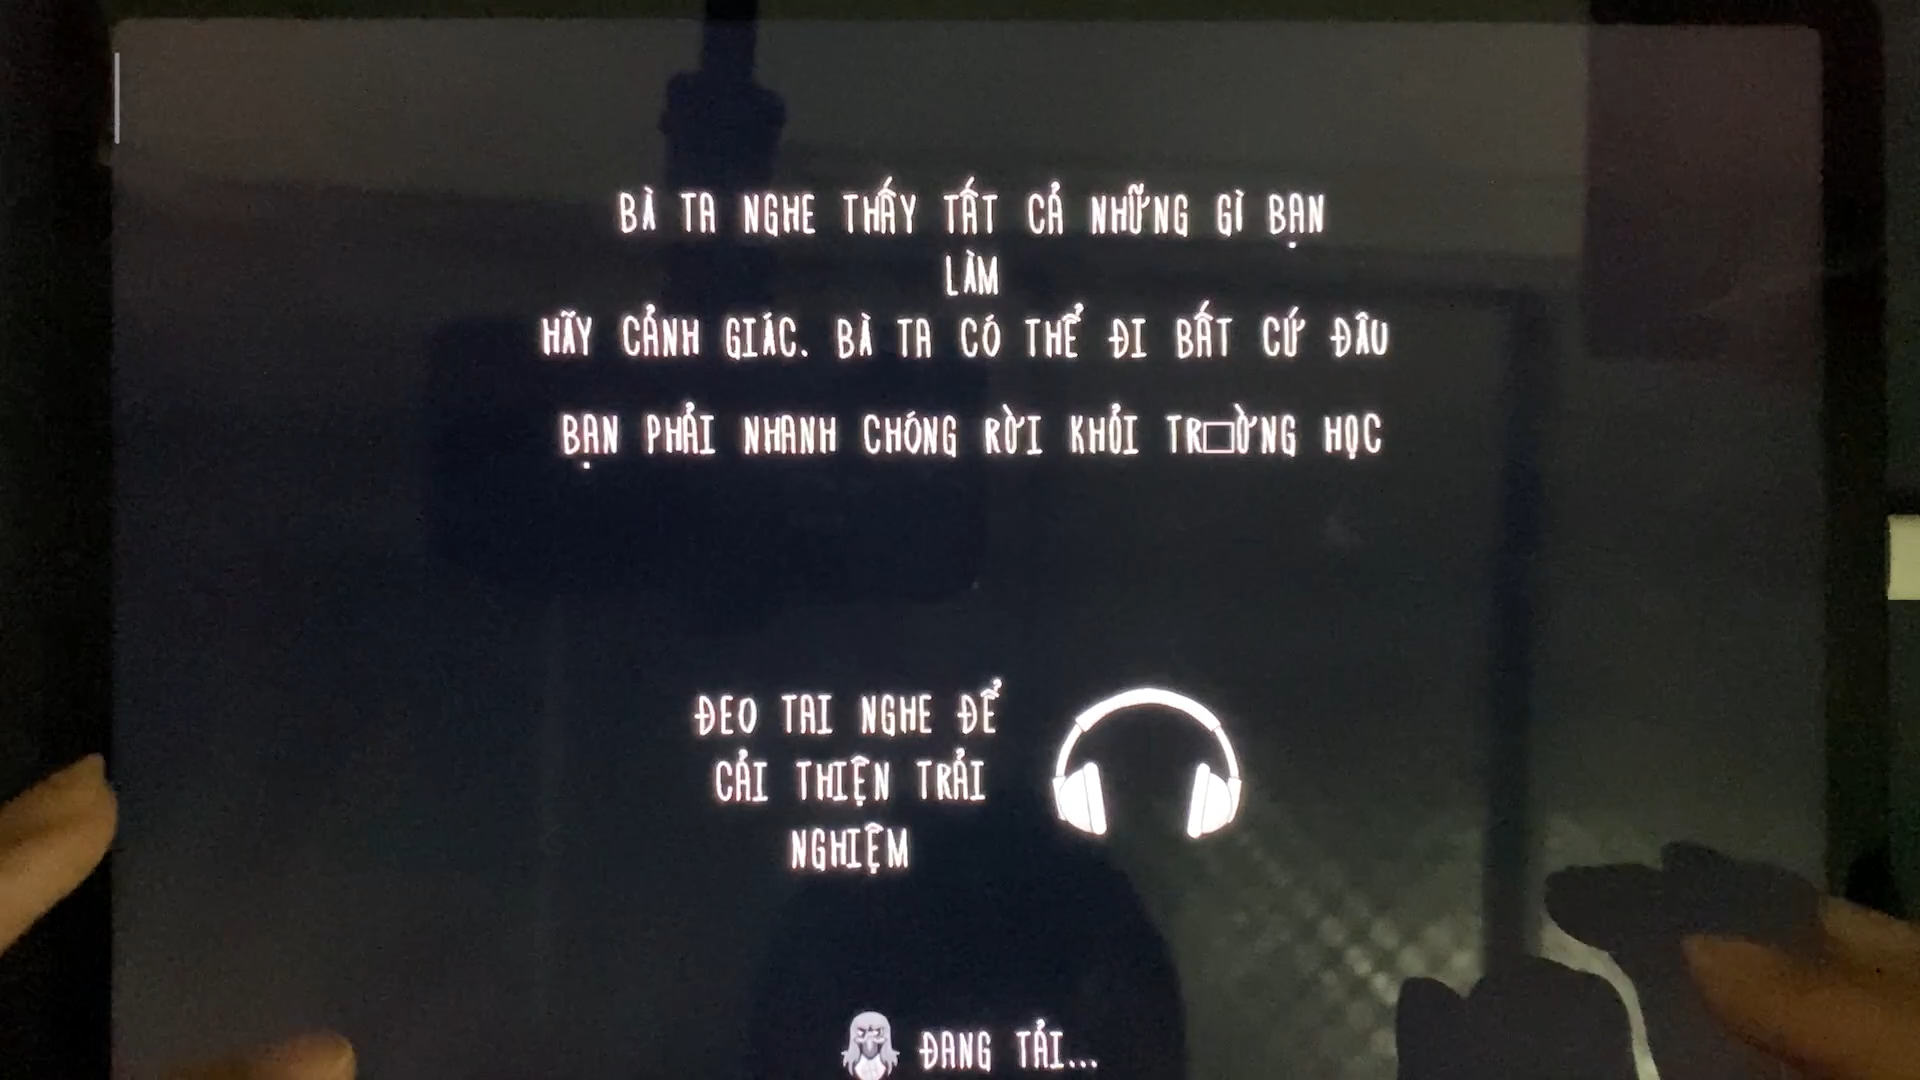 BÀ TA NGHE THẤY TẤT CẢ NHỮNG GÌ BẠN
LÀM
HÃY CẢNH GIÁC. BÀ TA CÓ THỂ ĐI BẤT CỨ ĐÂU
BẠN PHẢI NHANH CHÓNG RỜI KHỎI TR□ỜNG HỌC
ĐEO TAI NGHE ĐỂ
CẢI THIỆN TRẢI
NGHIỆM
ĐANG TẢI...